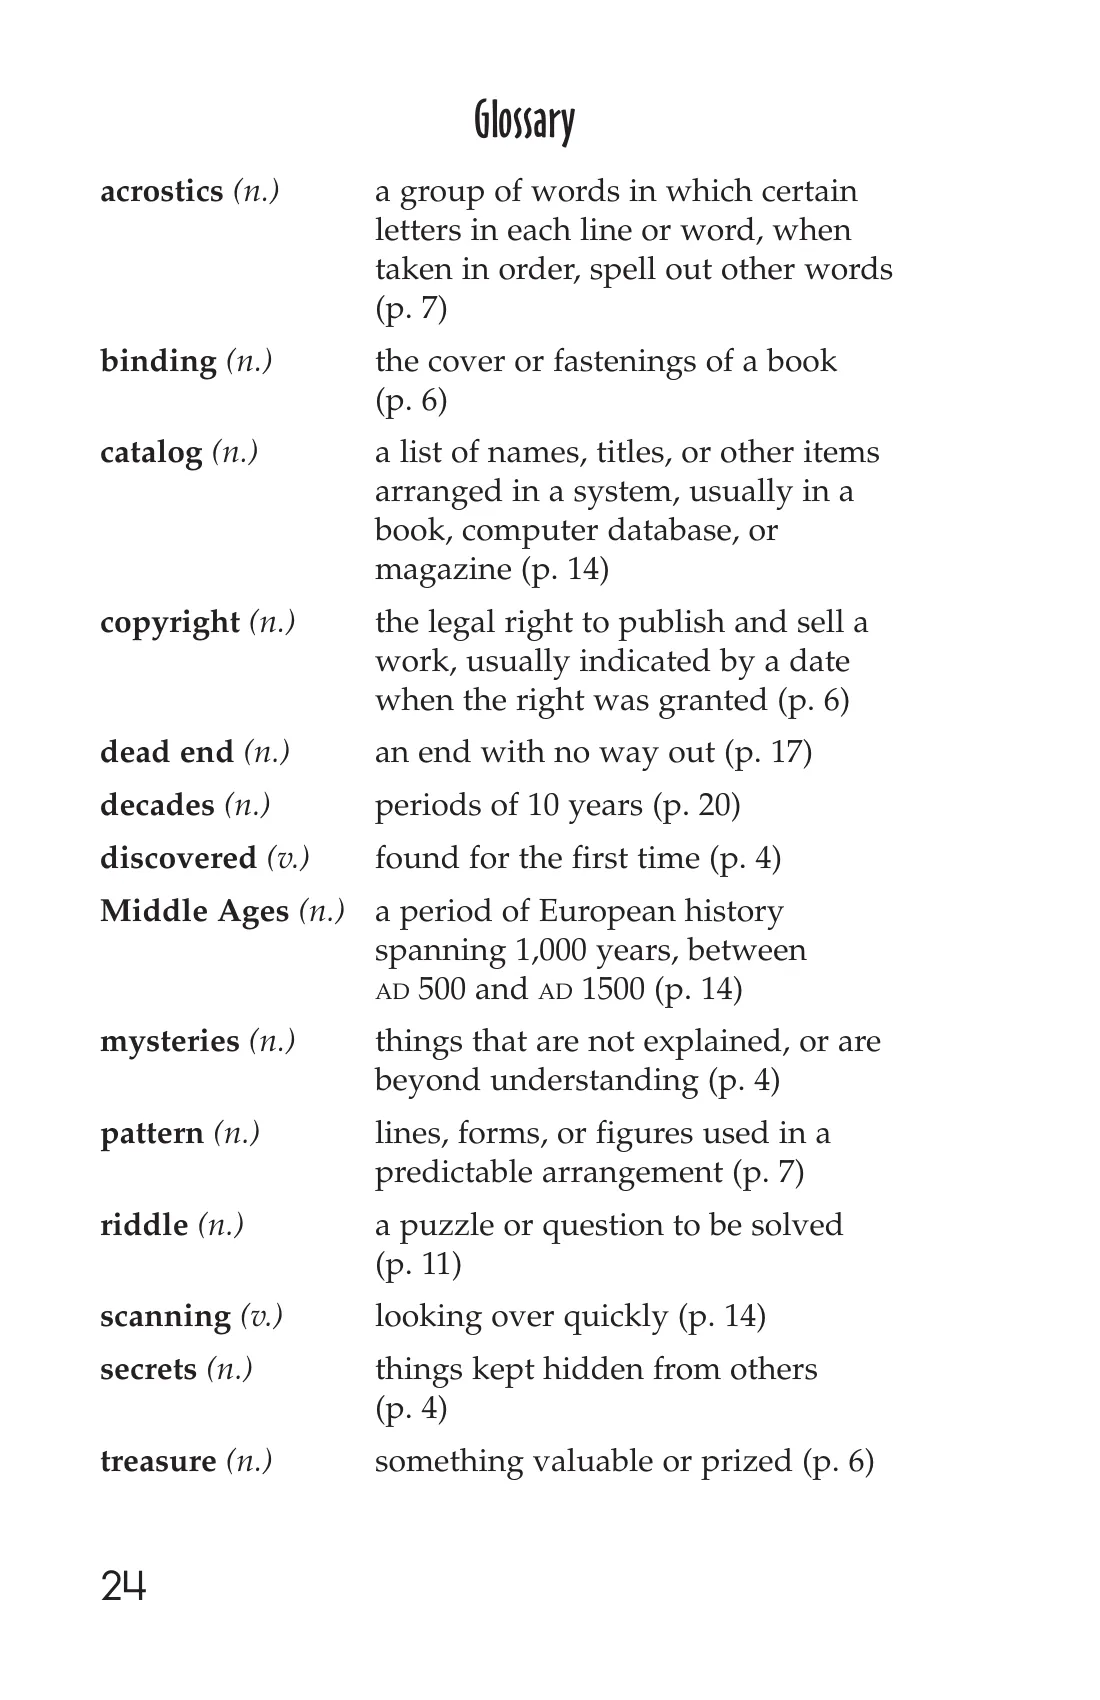 Glossary
acrostics (n.) a group of words in which certain
letters in each line or word, when
taken in order, spell out other words
(p. 7)
binding (n.) the cover or fastenings of a book
(p. 6)
catalog (n.) a list of names, titles, or other items
arranged in a system, usually in a
book, computer database, or
magazine (p. 14)
copyright (n.) the legal right to publish and sell a
work, usually indicated by a date
when the right was granted (p. 6)
dead end (n.) an end with no way out (p. 17)
decades (n.) periods of 10 years (p. 20)
discovered (v.) found for the first time (p. 4)
Middle Ages (n.) a period of European history
spanning 1,000 years, between
AD 500 and AD 1500 (p. 14)
mysteries (n.) things that are not explained, or are
beyond understanding (p. 4)
pattern (n.) lines, forms, or figures used in a
predictable arrangement (p. 7)
riddle (n.) a puzzle or question to be solved
(p. 11)
scanning (v.) looking over quickly (p. 14)
secrets (n.) things kept hidden from others
(p. 4)
treasure (n.) something valuable or prized (p. 6)
24